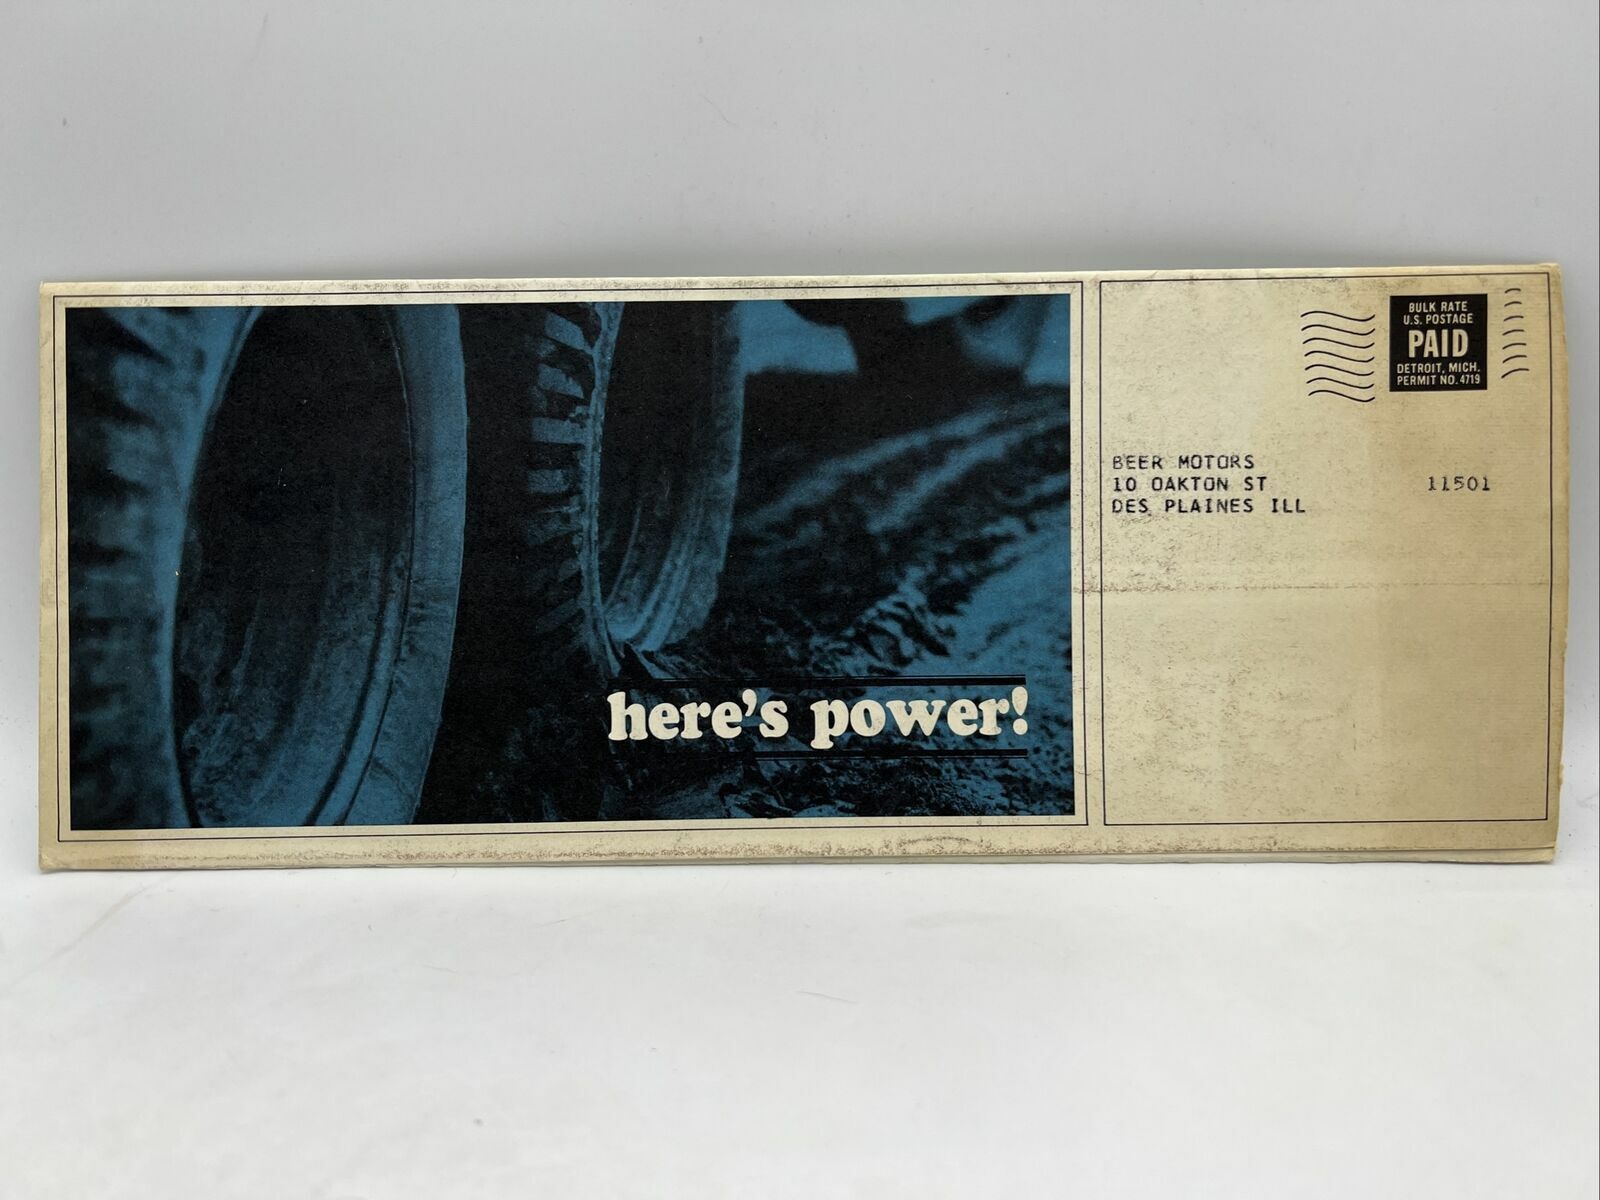 here's power!
BULK RATE
U.S. POSTAGE
PAID
DETROIT, MICH.
PERMIT NO. 4719
BEER MOTORS
10 OAKTON ST 11501
DES PLAINES ILL